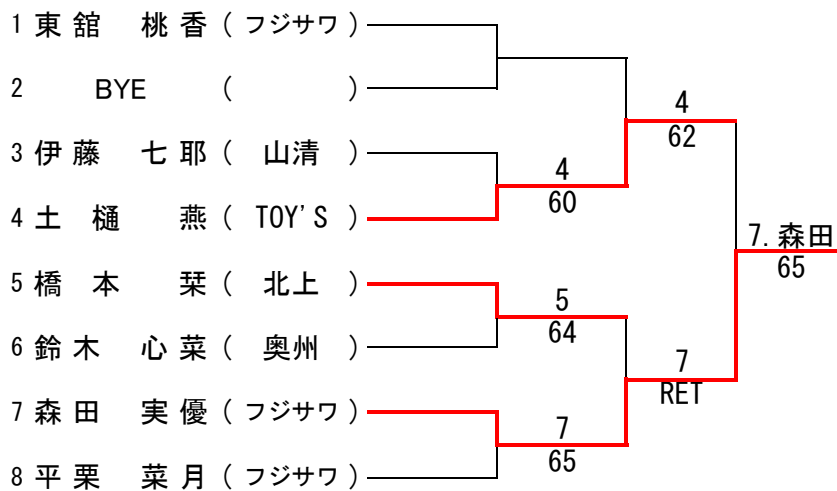 1 東舘 桃香 ( フジサワ )
4
2 BYE ( )
62
3 伊藤 七耶 ( 山清 )
4
60
4 土樋 燕 ( TOY'S )
7. 森田
65
5 橋本 栞 ( 北上 )
5
64
6 鈴木 心菜 ( 奥州 )
7
RET
7 森田 実優 ( フジサワ )
7
65
8 平栗 菜月 ( フジサワ )